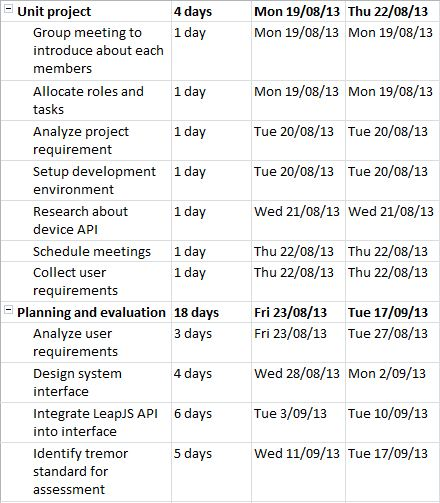 Unit project 4 days Mon 19/08/13 Thu 22/08/13
Group meeting to 1 day Mon 19/08/13 Mon 19/08/13
introduce about each
members
Allocate roles and 1 day Mon 19/08/13 Mon 19/08/13
tasks
Analyze project 1 day Tue 20/08/13 Tue 20/08/13
requirement
Setup development 1 day Tue 20/08/13 Tue 20/08/13
environment
Research about 1 day Wed 21/08/13 Wed 21/08/13
device API
Schedule meetings 1 day Thu 22/08/13 Thu 22/08/13
Collect user 1 day Thu 22/08/13 Thu 22/08/13
requirements
Planning and evaluation 18 days Fri 23/08/13 Tue 17/09/13
Analyze user 3 days Fri 23/08/13 Tue 27/08/13
requirements
Design system 4 days Wed 28/08/13 Mon 2/09/13
interface
Integrate LeapJS API 6 days Tue 3/09/13 Tue 10/09/13
into interface
Identify tremor 5 days Wed 11/09/13 Tue 17/09/13
standard for
assessment